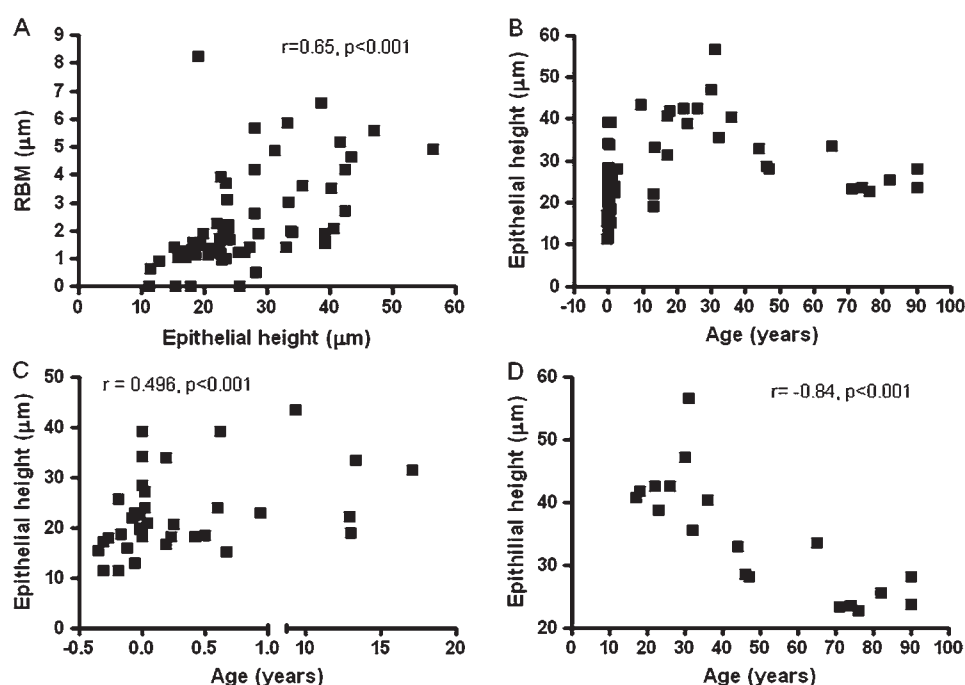 A
r=0.65, p<0.001
RBM (µm)
9
8
7
6
5
4
3
2
1
0
0 10 20 30 40 50 60
Epithelial height (µm)
B
Epithelial height (µm)
60
50
40
30
20
10
0
-10 0 10 20 30 40 50 60 70 80 90 100
Age (years)
C
r = 0.496, p<0.001
Epithelial height (µm)
50
40
30
20
10
0
-0.5 0.0 0.5 1.0 10 15 20
Age (years)
D
r= -0.84, p<0.001
Epithilial height (µm)
60
50
40
30
20
0 10 20 30 40 50 60 70 80 90 100
Age (years)